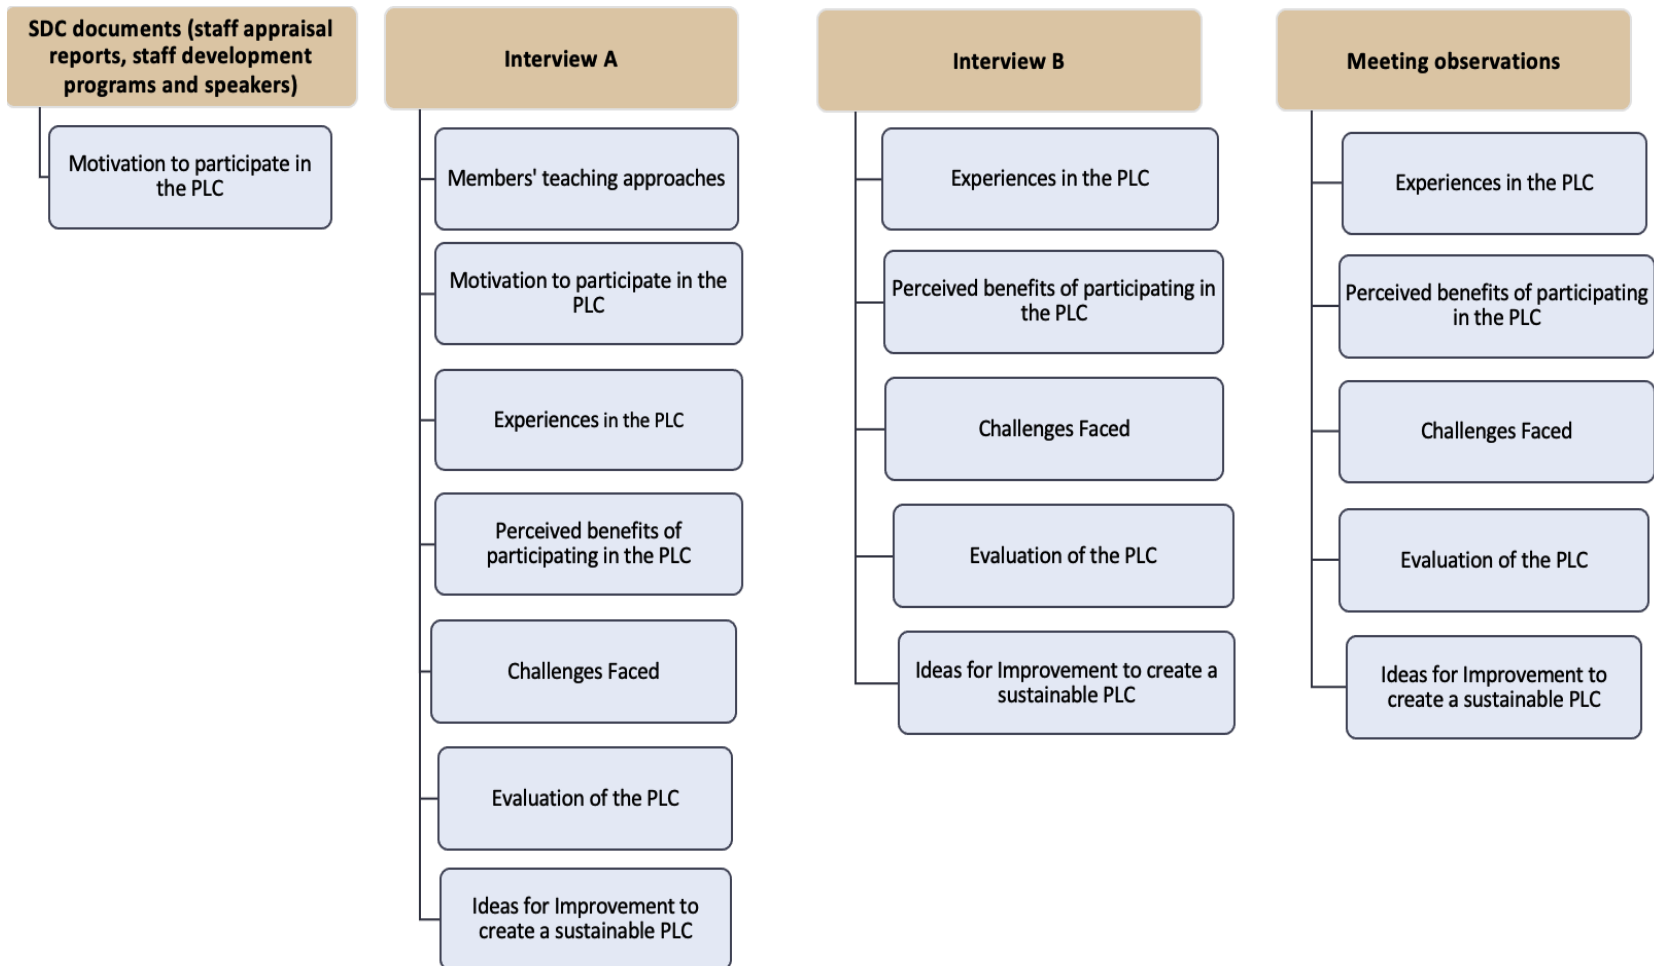 SDC documents (staff appraisal
reports, staff development
programs and speakers)
Motivation to participate in
the PLC
Interview A
Members' teaching approaches
Motivation to participate in the
PLC
Experiences in the PLC
Perceived benefits of
participating in the PLC
Challenges Faced
Evaluation of the PLC
Ideas for Improvement to
create a sustainable PLC
Interview B
Experiences in the PLC
Perceived benefits of participating in
the PLC
Challenges Faced
Evaluation of the PLC
Ideas for Improvement to create a
sustainable PLC
Meeting observations
Experiences in the PLC
Perceived benefits of participating
in the PLC
Challenges Faced
Evaluation of the PLC
Ideas for Improvement to
create a sustainable PLC